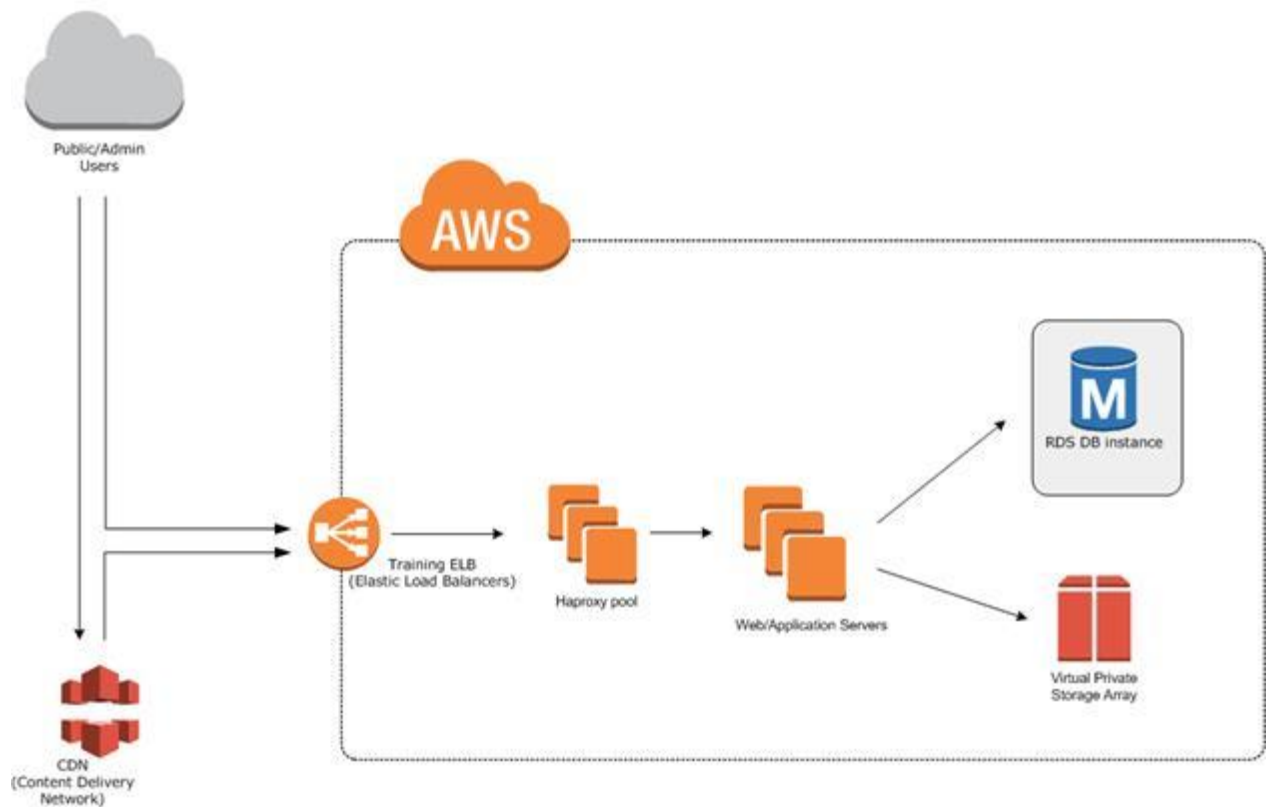 Public/Admin
Users
AWS
M
RDS DB instance
Training ELB
(Elastic Load Balancers)
Haproxy pool
Web/Application Servers
Virtual Private
Storage Array
CDN
(Content Delivery
Network)